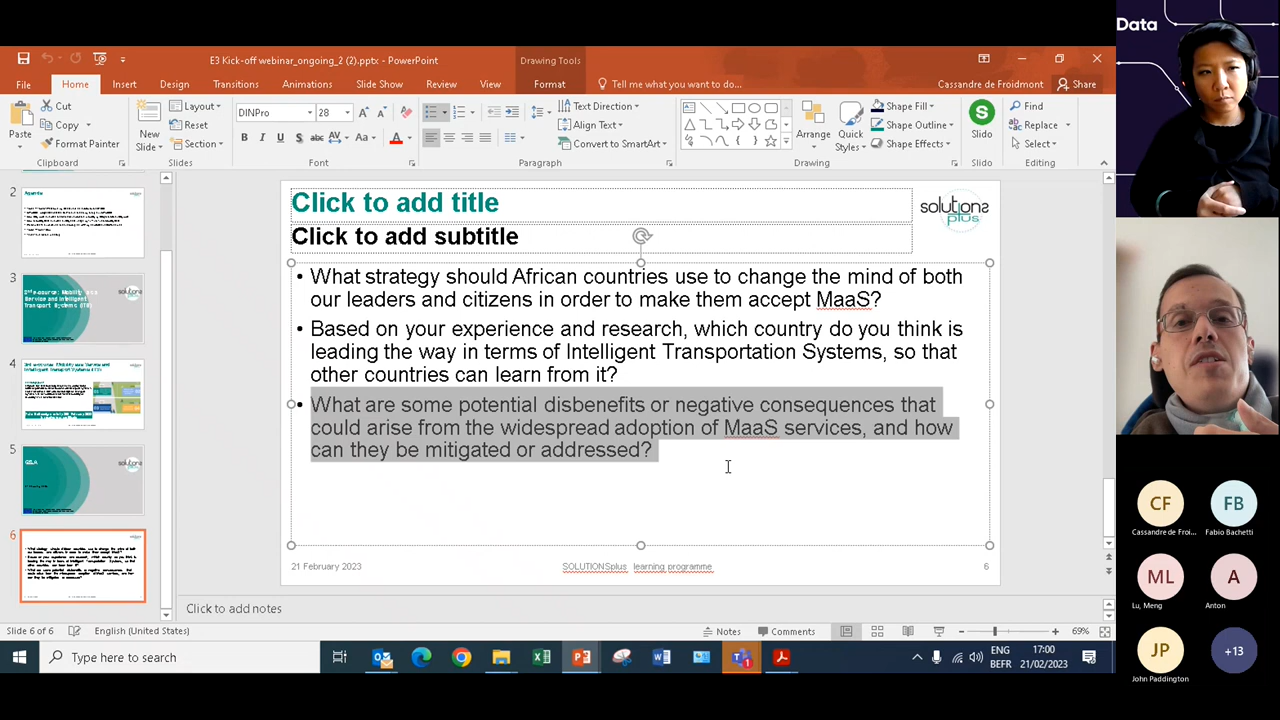 Data
E3 Kick-off webinar_ongoing_2 (2).pptx - PowerPoint
Drawing Tools
File
Home
Insert
Design
Transitions
Animations
Slide Show
Review
View
Format
Tell me what you want to do...
Cassandre de Froidmont
Share
Paste
Cut
Copy
Format Painter
Clipboard
New Slide
Layout
Reset
Section
Slides
DINPro
28
Font
Text Direction
Align Text
Convert to SmartArt
Paragraph
Arrange
Quick Styles
Shape Fill
Shape Outline
Shape Effects
Drawing
Slido
Slido
Find
Replace
Select
Editing
2
Agenda
3
4
5
Q&A
6
Click to add title
Click to add subtitle
solutions plus
• What strategy should African countries use to change the mind of both
our leaders and citizens in order to make them accept MaaS?
• Based on your experience and research, which country do you think is
leading the way in terms of Intelligent Transportation Systems, so that
other countries can learn from it?
• What are some potential disbenefits or negative consequences that
could arise from the widespread adoption of MaaS services, and how
can they be mitigated or addressed?
21 February 2023
SOLUTIONSplus learning programme
6
Click to add notes
Slide 6 of 6
English (United States)
Notes
Comments
69%
Type here to search
ENG
BEFR
17:00
21/02/2023
CF
Cassandre de Froi...
FB
Fabio Bachetti
ML
Lu, Meng
A
Anton
JP
John Paddington
+13